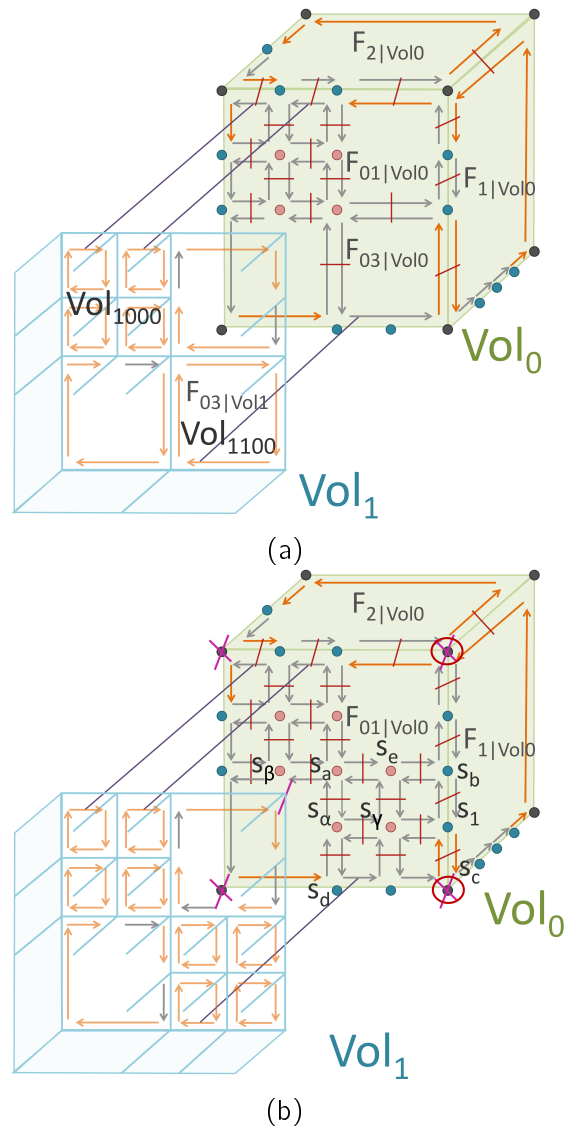 F2|Vol0
F01|Vol0
F1|Vol0
F03|Vol0
Vol1000
Vol0
F03|Vol1
Vol1100
Vol1
(a)
F2|Vol0
F01|Vol0
F1|Vol0
se
sβ
sa
sb
sα
sγ
s1
sc
sd
Vol0
Vol1
(b)